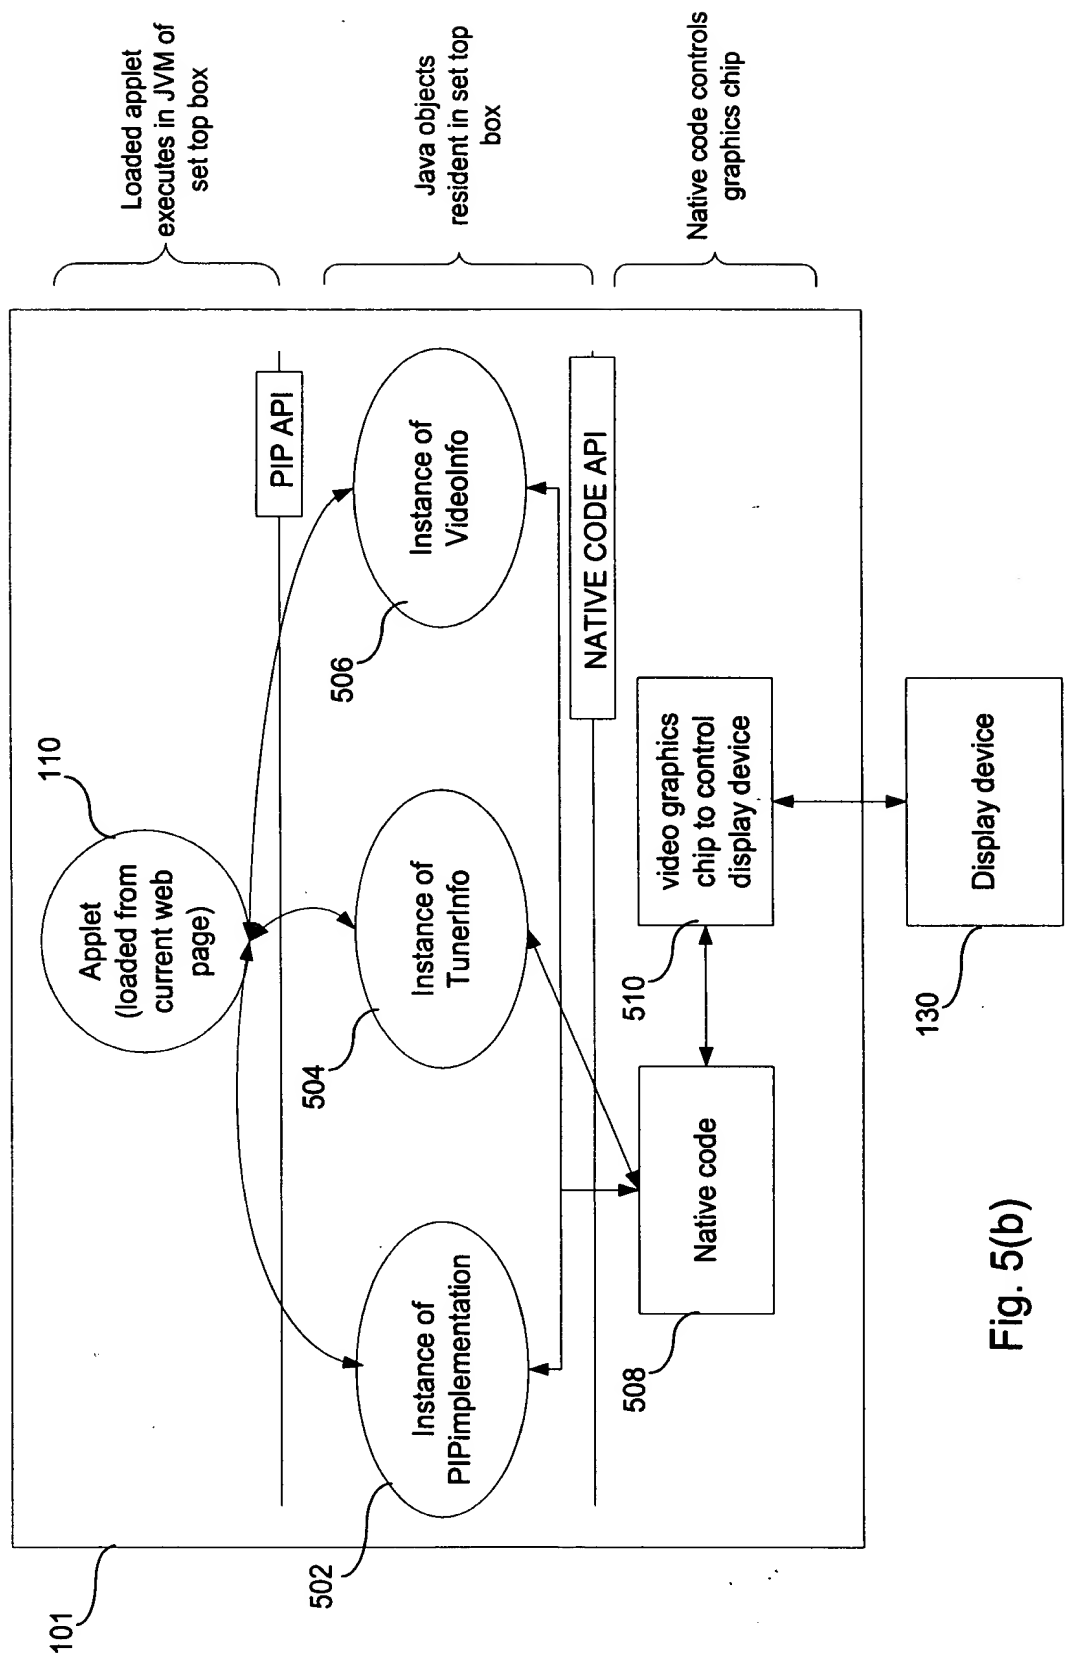 101
110
Applet
(loaded from
current web
page)
Loaded applet
executes in JVM of
set top box
PIP API
502
Instance of
PIPimplementation
504
Instance of
TunerInfo
506
Instance of
VideoInfo
Java objects
resident in set top
box
NATIVE CODE API
508
Native code
510
video graphics
chip to control
display device
Native code controls
graphics chip
130
Display device
Fig. 5(b)